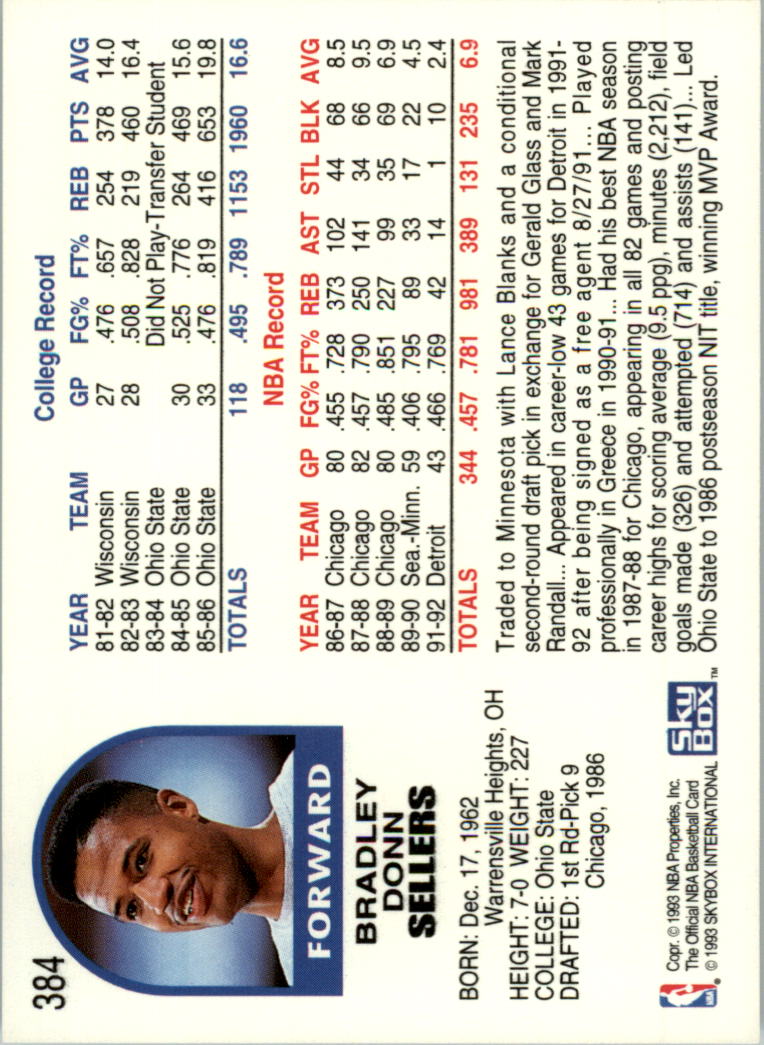 384
FORWARD
BRADLEY
DONN
SELLERS
BORN: Dec. 17, 1962
Warrensville Heights, OH
HEIGHT: 7-0 WEIGHT: 227
COLLEGE: Ohio State
DRAFTED: 1st Rd-Pick 9
Chicago, 1986
NBA
Copr. © 1993 NBA Properties, Inc.
The Official NBA Basketball Card
© 1993 SKYBOX INTERNATIONAL
SkyBox™
College Record
YEAR TEAM GP FG% FT% REB PTS AVG
81-82 Wisconsin 27 .476 .657 254 378 14.0
82-83 Wisconsin 28 .508 .828 219 460 16.4
83-84 Ohio State Did Not Play-Transfer Student
84-85 Ohio State 30 .525 .776 264 469 15.6
85-86 Ohio State 33 .476 .819 416 653 19.8
TOTALS 118 .495 .789 1153 1960 16.6
NBA Record
YEAR TEAM GP FG% FT% REB AST STL BLK AVG
86-87 Chicago 80 .455 .728 373 102 44 68 8.5
87-88 Chicago 82 .457 .790 250 141 34 66 9.5
88-89 Chicago 80 .485 .851 227 99 35 69 6.9
89-90 Sea.-Minn. 59 .406 .795 89 33 17 22 4.5
91-92 Detroit 43 .466 .769 42 14 1 10 2.4
TOTALS 344 .457 .781 981 389 131 235 6.9
Traded to Minnesota with Lance Blanks and a conditional
second-round draft pick in exchange for Gerald Glass and Mark
Randall... Appeared in career-low 43 games for Detroit in 1991-
92 after being signed as a free agent 8/27/91... Played
professionally in Greece in 1990-91... Had his best NBA season
in 1987-88 for Chicago, appearing in all 82 games and posting
career highs for scoring average (9.5 ppg), minutes (2,212), field
goals made (326) and attempted (714) and assists (141)... Led
Ohio State to 1986 postseason NIT title, winning MVP Award.